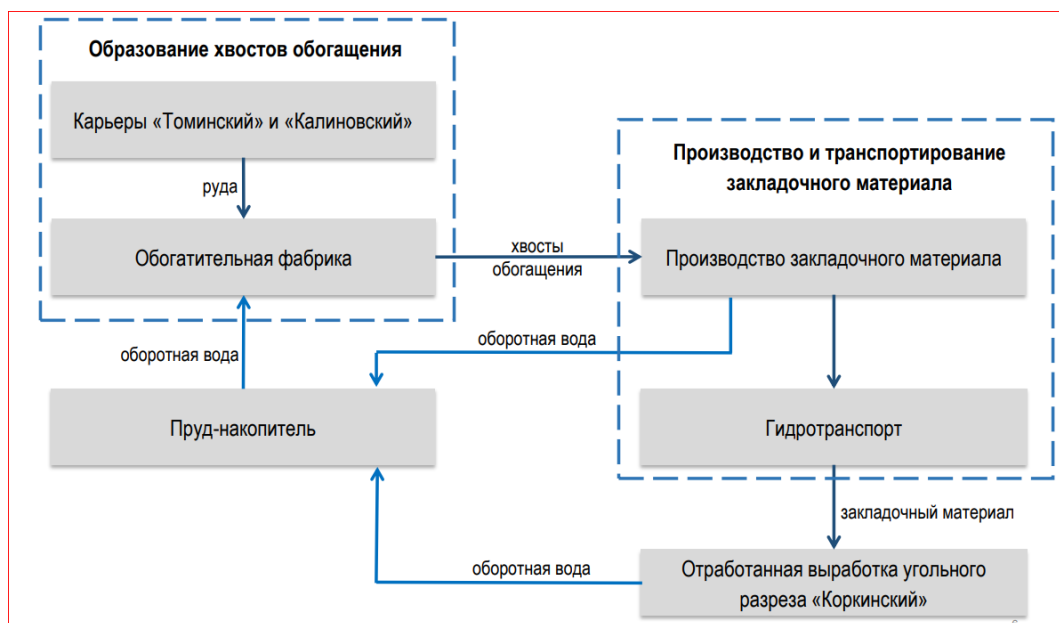 Образование хвостов обогащения
Карьеры «Томинский» и «Калиновский»
руда
Обогатительная фабрика
хвосты
обогащения
Производство и транспортирование
закладочного материала
Производство закладочного материала
оборотная вода
оборотная вода
Пруд-накопитель
Гидротранспорт
закладочный материал
оборотная вода
Отработанная выработка угольного
разреза «Коркинский»